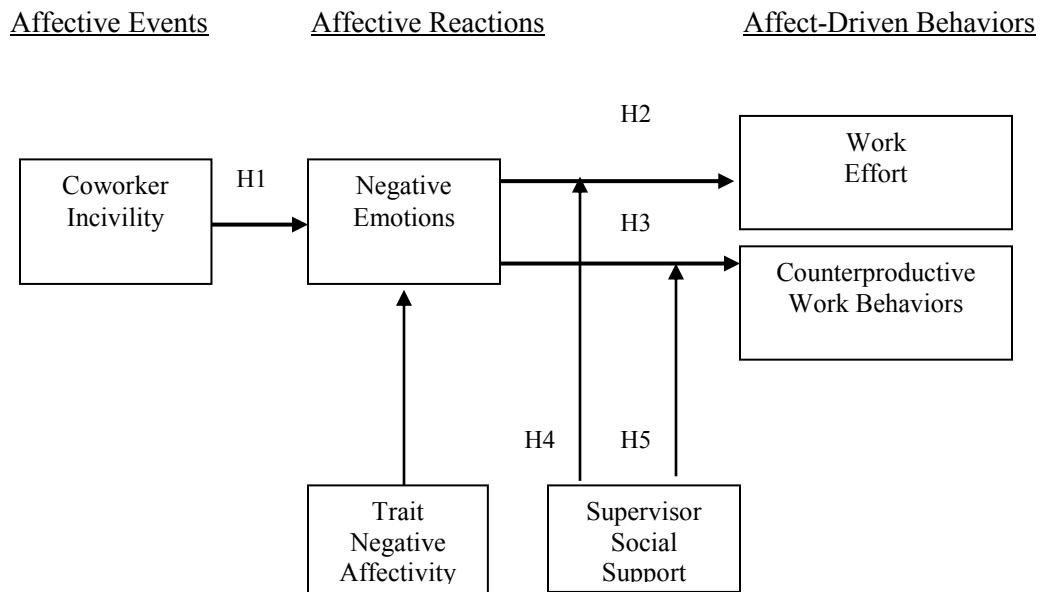 Affective Events
Affective Reactions
Affect-Driven Behaviors
H2
Work
Effort
H1
Coworker
Incivility
Negative
Emotions
H3
Counterproductive
Work Behaviors
H4
H5
Trait
Negative
Affectivity
Supervisor
Social
Support